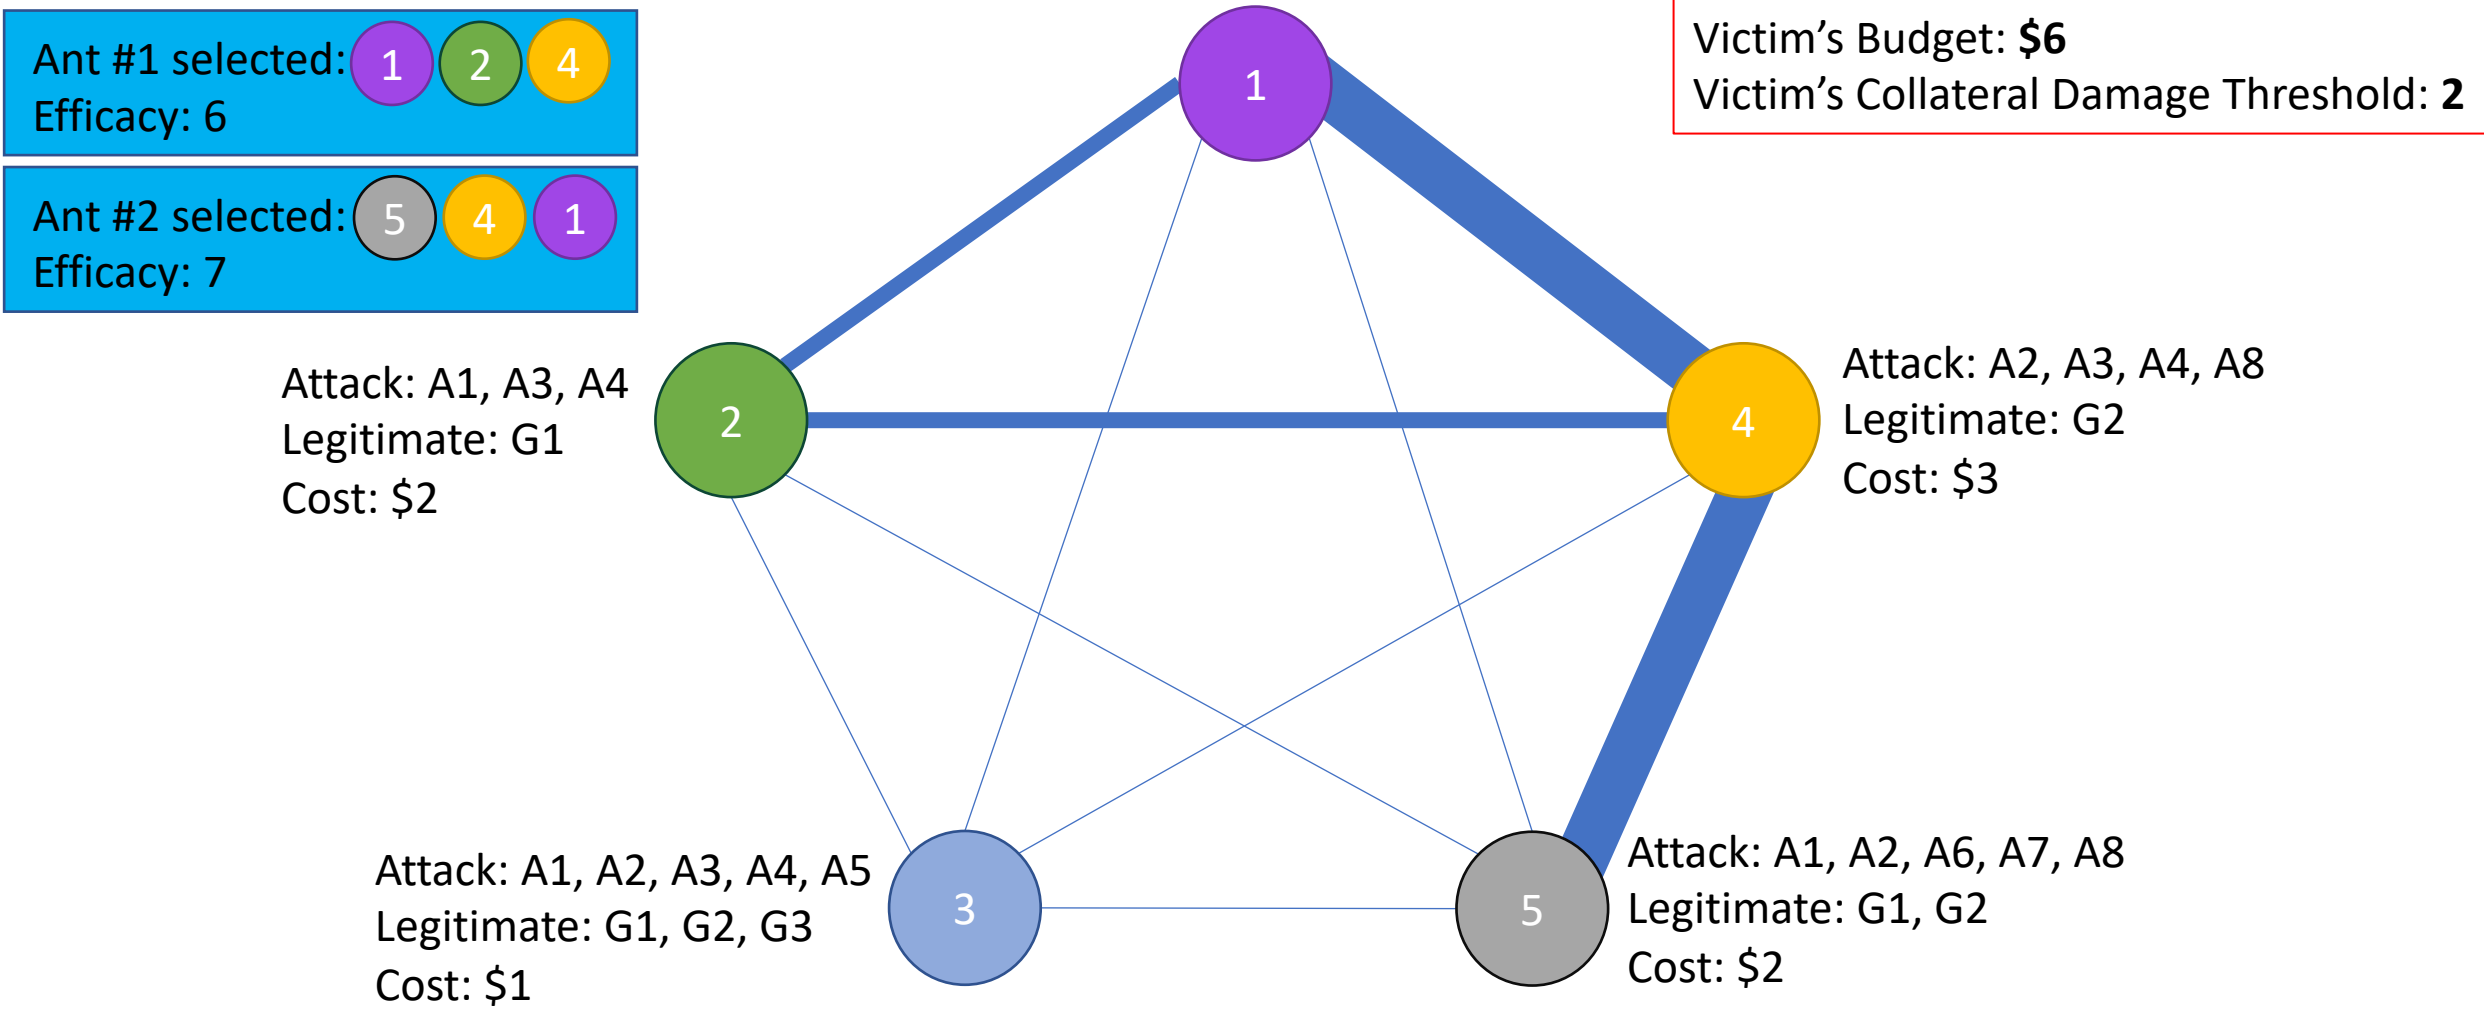 Ant #1 selected: 1 2 4
Efficacy: 6
Ant #2 selected: 5 4 1
Efficacy: 7
Victim's Budget: $6
Victim's Collateral Damage Threshold: 2
1
Attack: A1, A3, A4
Legitimate: G1
Cost: $2
2
4
Attack: A2, A3, A4, A8
Legitimate: G2
Cost: $3
Attack: A1, A2, A3, A4, A5
Legitimate: G1, G2, G3
Cost: $1
3
5
Attack: A1, A2, A6, A7, A8
Legitimate: G1, G2
Cost: $2